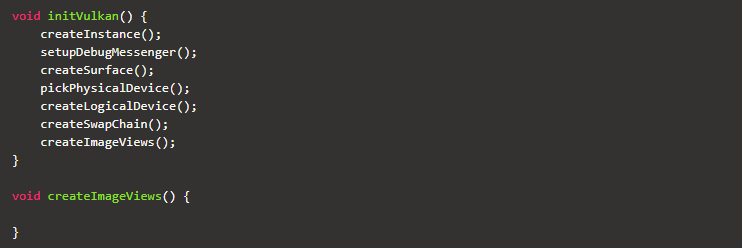 void initVulkan() {
    createInstance();
    setupDebugMessenger();
    createSurface();
    pickPhysicalDevice();
    createLogicalDevice();
    createSwapChain();
    createImageViews();
}
void createImageViews() {
}